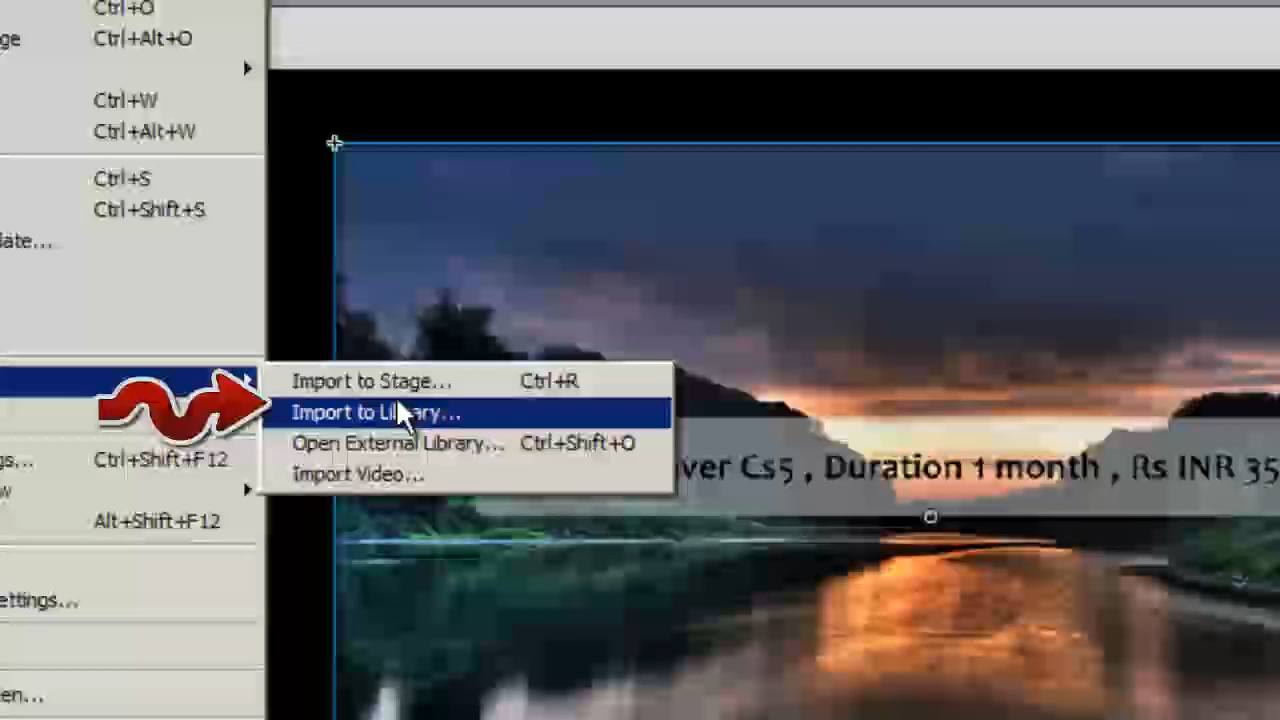 Ctrl+O
ge Ctrl+Alt+O
Ctrl+W
Ctrl+Alt+W
Ctrl+S
Ctrl+Shift+S
late...
Import to Stage... Ctrl+R
Import to Library...
Open External Library... Ctrl+Shift+O
Import Video...
gs... Ctrl+Shift+F12
w
Alt+Shift+F12
ettings...
en...
ver Cs5 , Duration 1 month , Rs INR 35